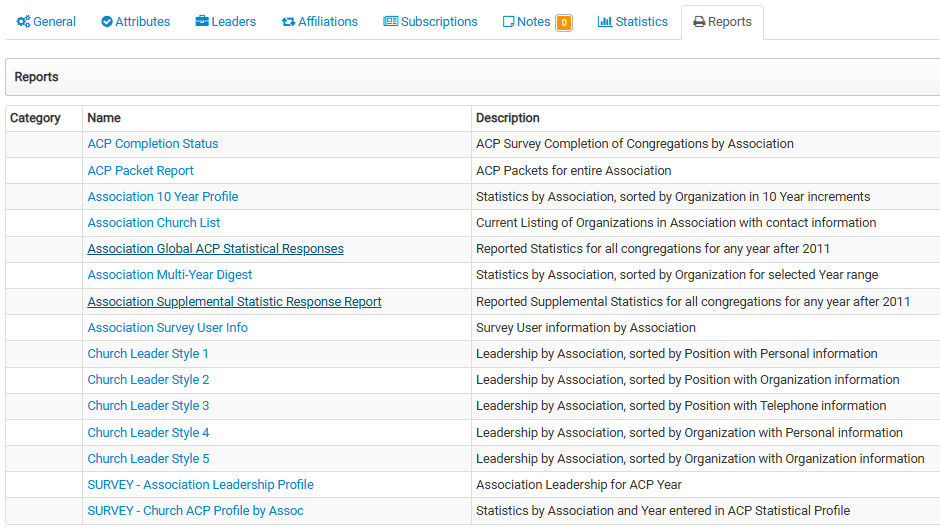 General Attributes Leaders Affiliations Subscriptions Notes 0 Statistics Reports
Reports
Category Name Description
ACP Completion Status ACP Survey Completion of Congregations by Association
ACP Packet Report ACP Packets for entire Association
Association 10 Year Profile Statistics by Association, sorted by Organization in 10 Year increments
Association Church List Current Listing of Organizations in Association with contact information
Association Global ACP Statistical Responses Reported Statistics for all congregations for any year after 2011
Association Multi-Year Digest Statistics by Association, sorted by Organization for selected Year range
Association Supplemental Statistic Response Report Reported Supplemental Statistics for all congregations for any year after 2011
Association Survey User Info Survey User information by Association
Church Leader Style 1 Leadership by Association, sorted by Position with Personal information
Church Leader Style 2 Leadership by Association, sorted by Position with Organization information
Church Leader Style 3 Leadership by Association, sorted by Position with Telephone information
Church Leader Style 4 Leadership by Association, sorted by Organization with Personal information
Church Leader Style 5 Leadership by Association, sorted by Organization with Organization information
SURVEY - Association Leadership Profile Association Leadership for ACP Year
SURVEY - Church ACP Profile by Assoc Statistics by Association and Year entered in ACP Statistical Profile